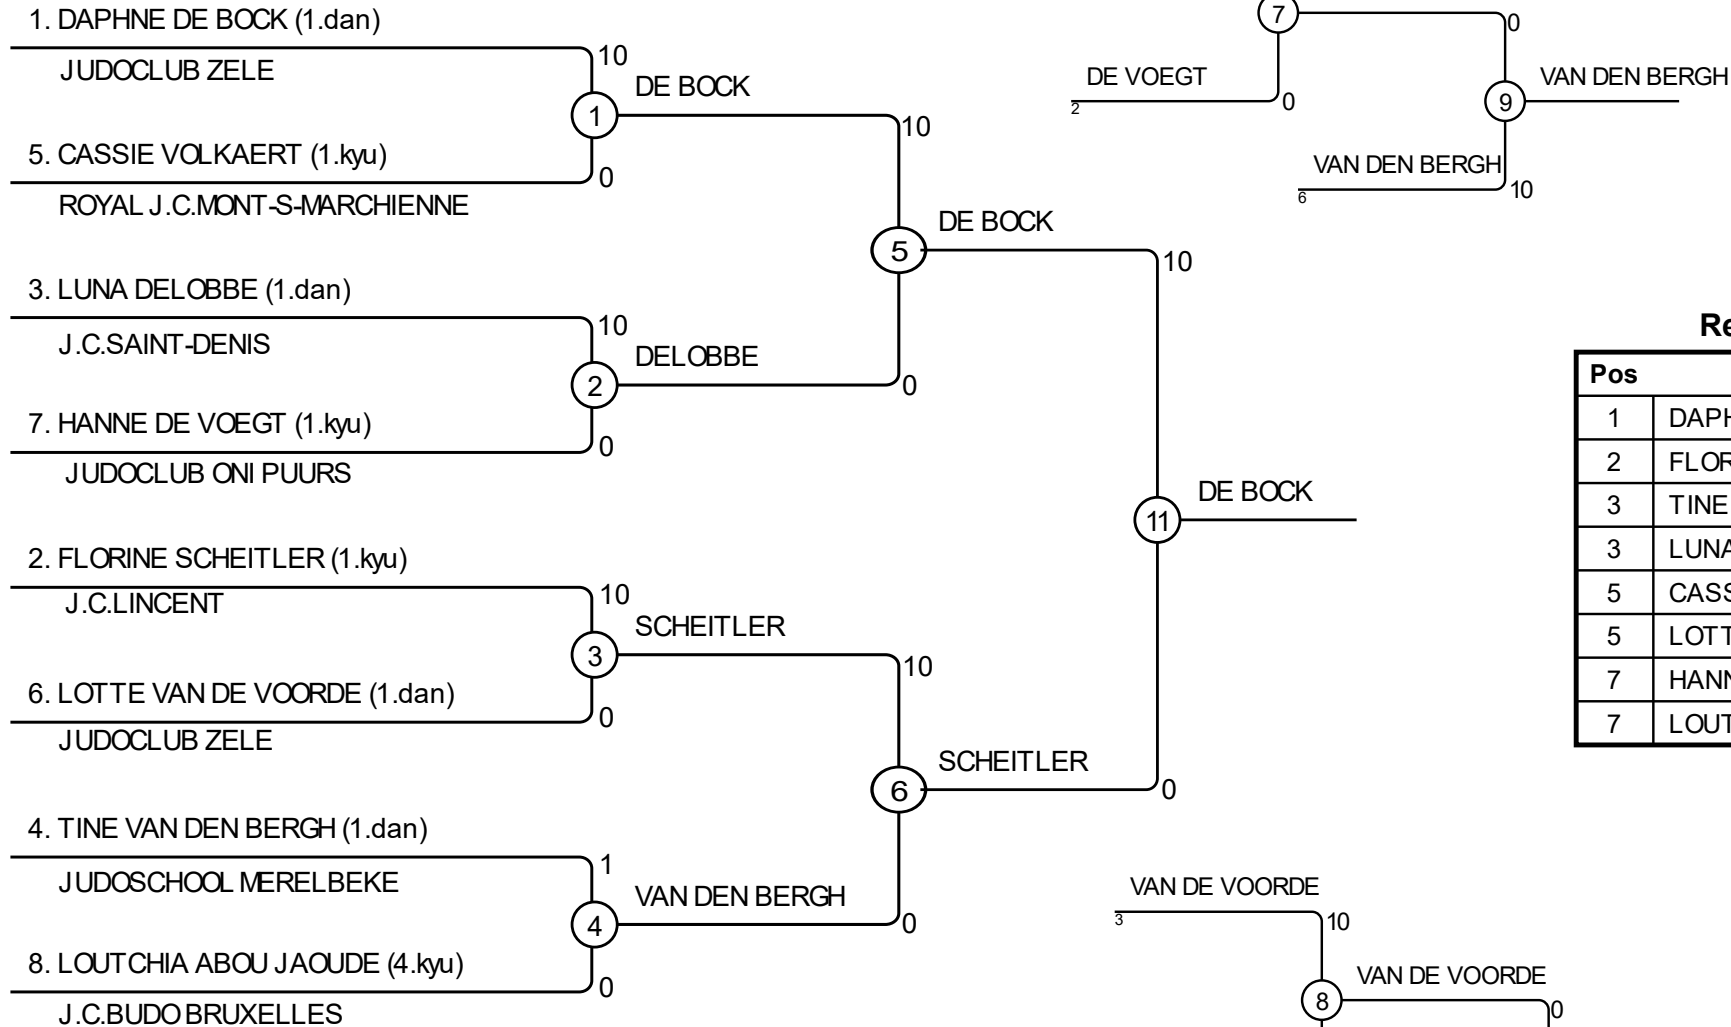 1. DAPHNE DE BOCK (1.dan)
JUDOCLUB ZELE
10
1
DE BOCK
5. CASSIE VOLKAERT (1.kyu)
0
ROYAL J.C.MONT-S-MARCHIENNE
10
5
DE BOCK
3. LUNA DELOBBE (1.dan)
J.C.SAINT-DENIS
10
2
DELOBBE
0
7. HANNE DE VOEGT (1.kyu)
0
JUDOCLUB ONI PUURS
10
11
DE BOCK
2. FLORINE SCHEITLER (1.kyu)
J.C.LINCENT
10
3
SCHEITLER
10
6. LOTTE VAN DE VOORDE (1.dan)
0
JUDOCLUB ZELE
6
SCHEITLER
0
4. TINE VAN DEN BERGH (1.dan)
JUDOSCHOOL MERELBEKE
1
4
VAN DEN BERGH
0
8. LOUTCHIA ABOU JAOUDE (4.kyu)
0
J.C.BUDO BRUXELLES
7
0
DE VOEGT
2
0
9
VAN DEN BERGH
VAN DEN BERGH
6
10
Pos
1
2
3 TINE
3
5
5
7
7
VAN DE VOORDE
3
10
8
VAN DE VOORDE
0